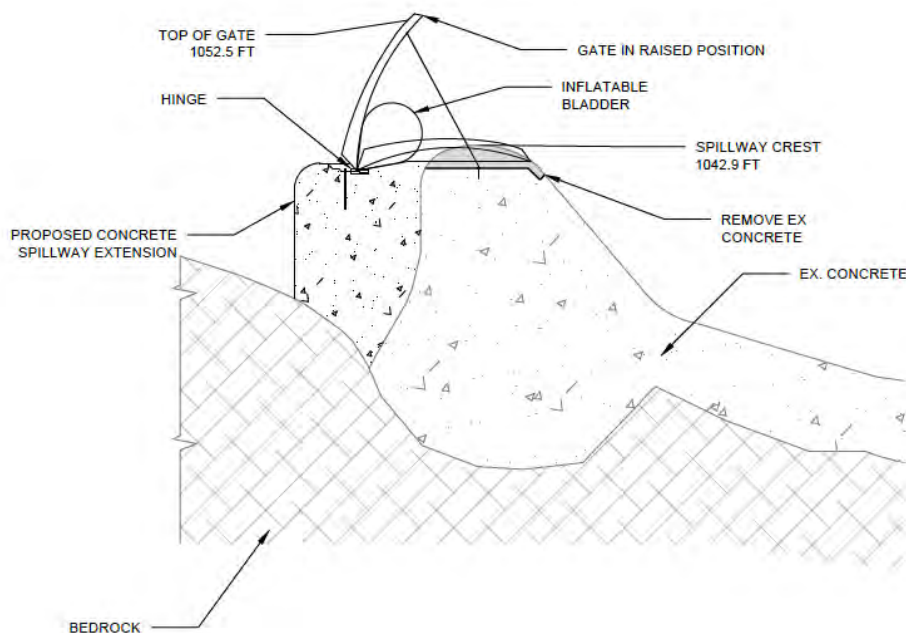 TOP OF GATE
1052.5 FT
GATE IN RAISED POSITION
HINGE
INFLATABLE
BLADDER
SPILLWAY CREST
1042.9 FT
REMOVE EX
CONCRETE
PROPOSED CONCRETE
SPILLWAY EXTENSION
EX. CONCRETE
BEDROCK